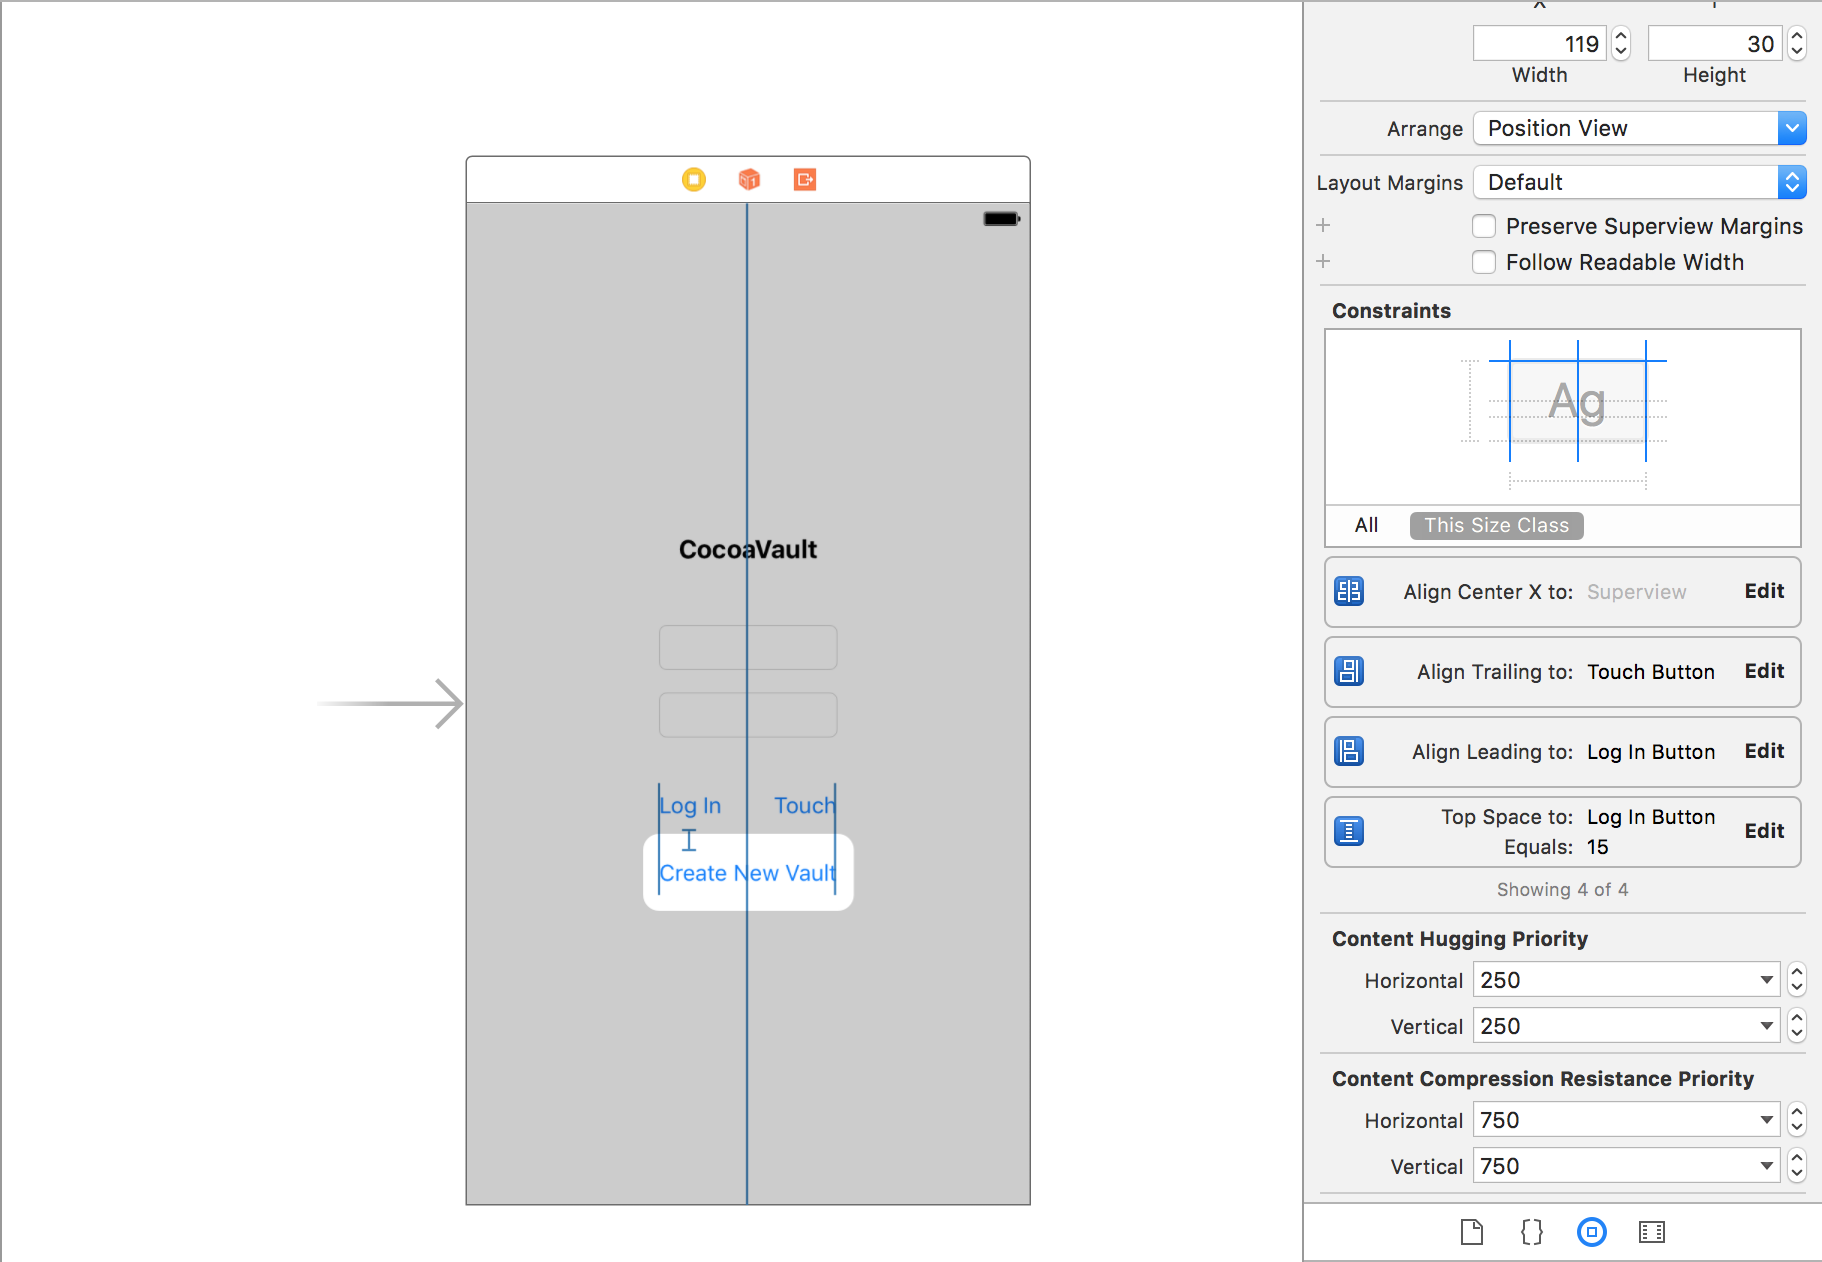 119
30
Width
Height
Arrange
Position View
Layout Margins
Default
Preserve Superview Margins
Follow Readable Width
Constraints
Ag
All
This Size Class
Align Center X to: Superview Edit
Align Trailing to: Touch Button Edit
Align Leading to: Log In Button Edit
Top Space to: Log In Button
Equals: 15
Edit
Showing 4 of 4
Content Hugging Priority
Horizontal 250
Vertical 250
Content Compression Resistance Priority
Horizontal 750
Vertical 750
CocoaVault
Log In
Touch
Create New Vault